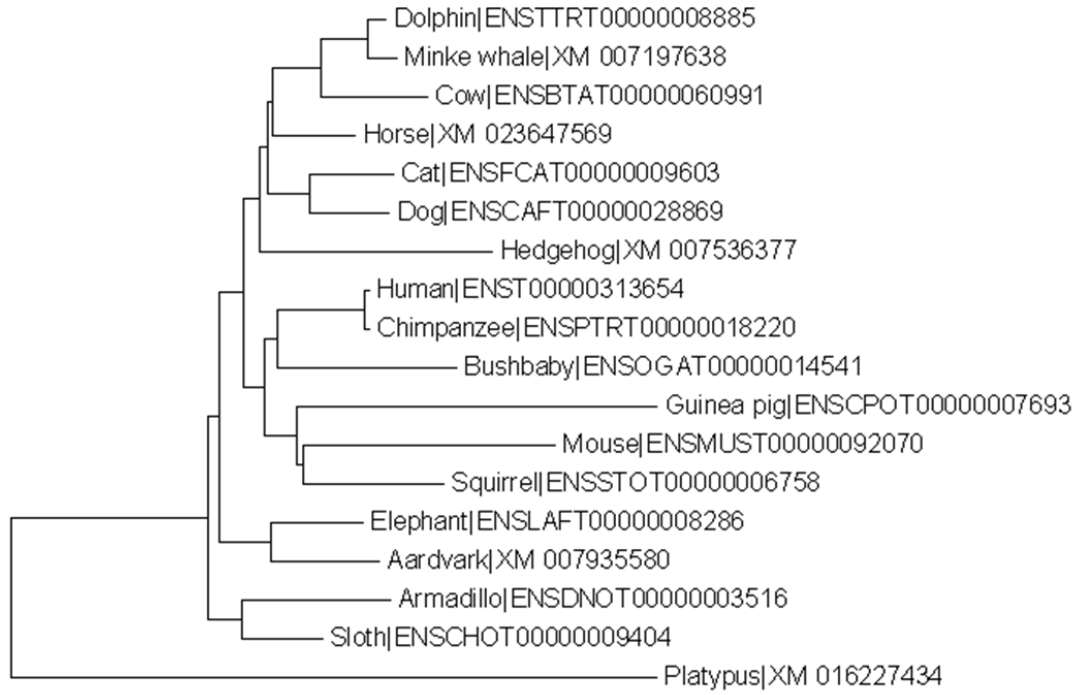 Dolphin|ENSTTRT00000008885
Minke whale|XM 007197638
Cow|ENSBTAT00000060991
Horse|XM 023647569
Cat|ENSFCAT00000009603
Dog|ENSCAFT00000028869
Hedgehog|XM 007536377
Human|ENST00000313654
Chimpanzee|ENSPTRT00000018220
Bushbaby|ENSOGAT00000014541
Guinea pig|ENSCPOT00000007693
Mouse|ENSMUST00000092070
Squirrel|ENSSTOT00000006758
Elephant|ENSLAFT00000008286
Aardvark|XM 007935580
Armadillo|ENSDNOT00000003516
Sloth|ENSCHOT00000009404
Platypus|XM 016227434